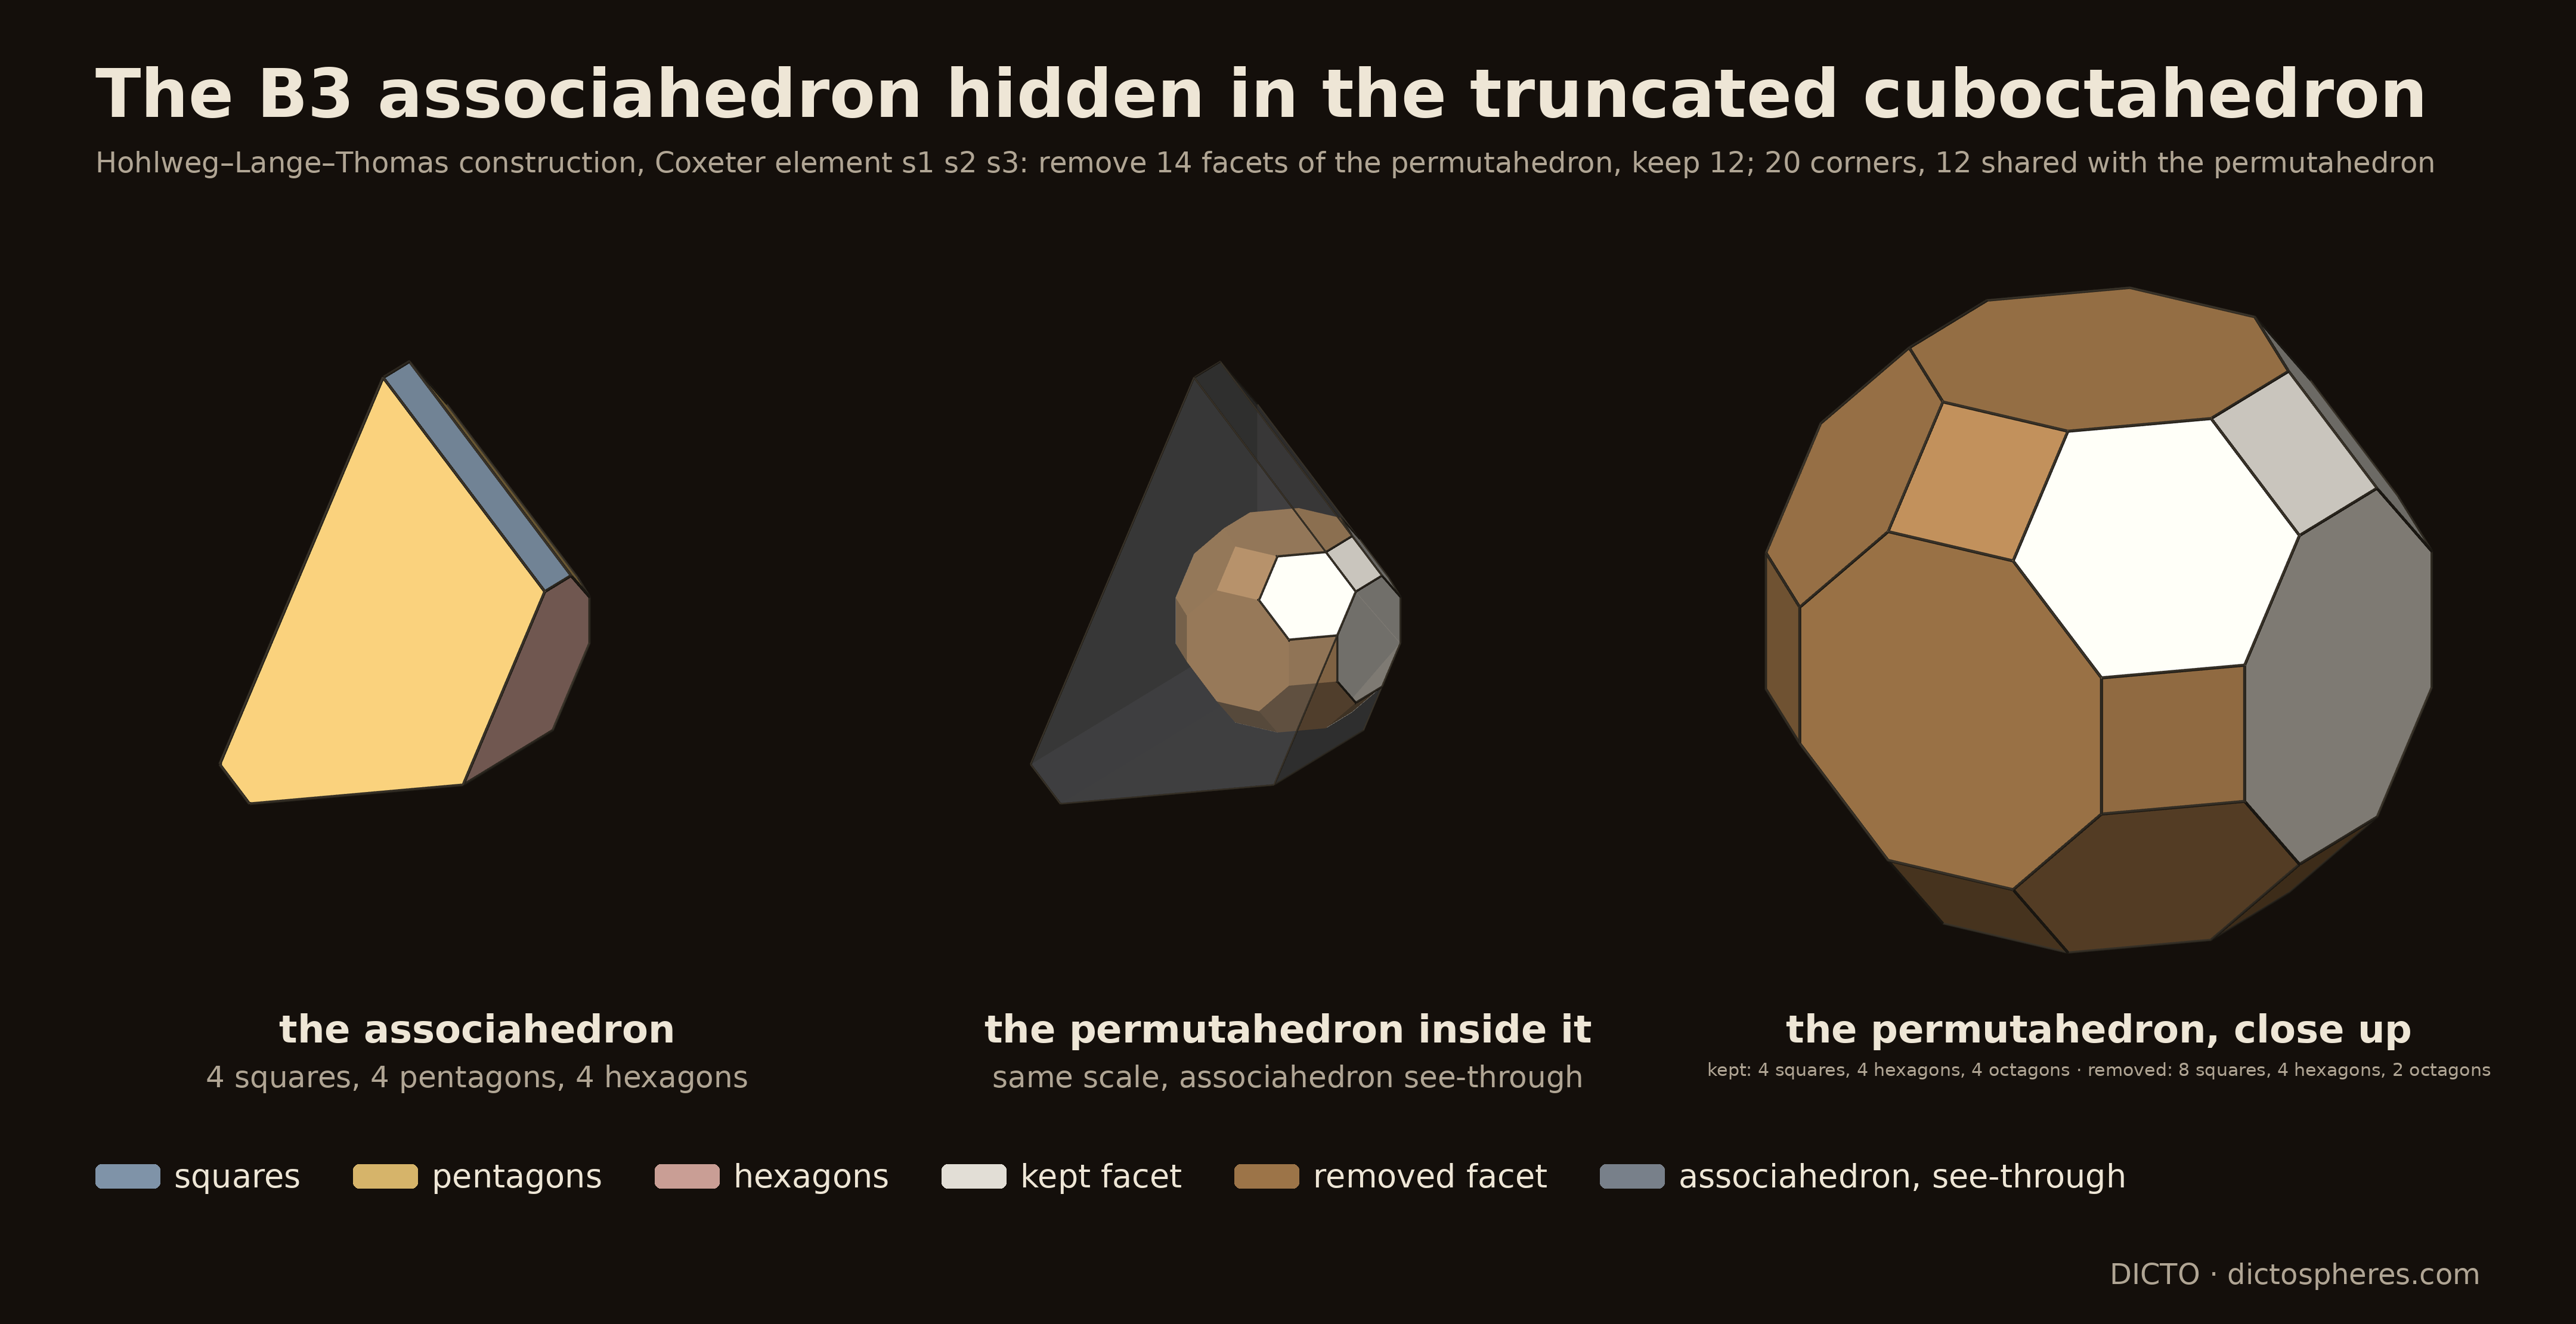 The B3 associahedron hidden in the truncated cuboctahedron
Hohlweg–Lange–Thomas construction, Coxeter element s1 s2 s3: remove 14 facets of the permutahedron, keep 12; 20 corners, 12 shared with the permutahedron
the associahedron
4 squares, 4 pentagons, 4 hexagons
the permutahedron inside it
same scale, associahedron see-through
the permutahedron, close up
kept: 4 squares, 4 hexagons, 4 octagons · removed: 8 squares, 4 hexagons, 2 octagons
squares
pentagons
hexagons
kept facet
removed facet
associahedron, see-through
DICTO · dictospheres.com